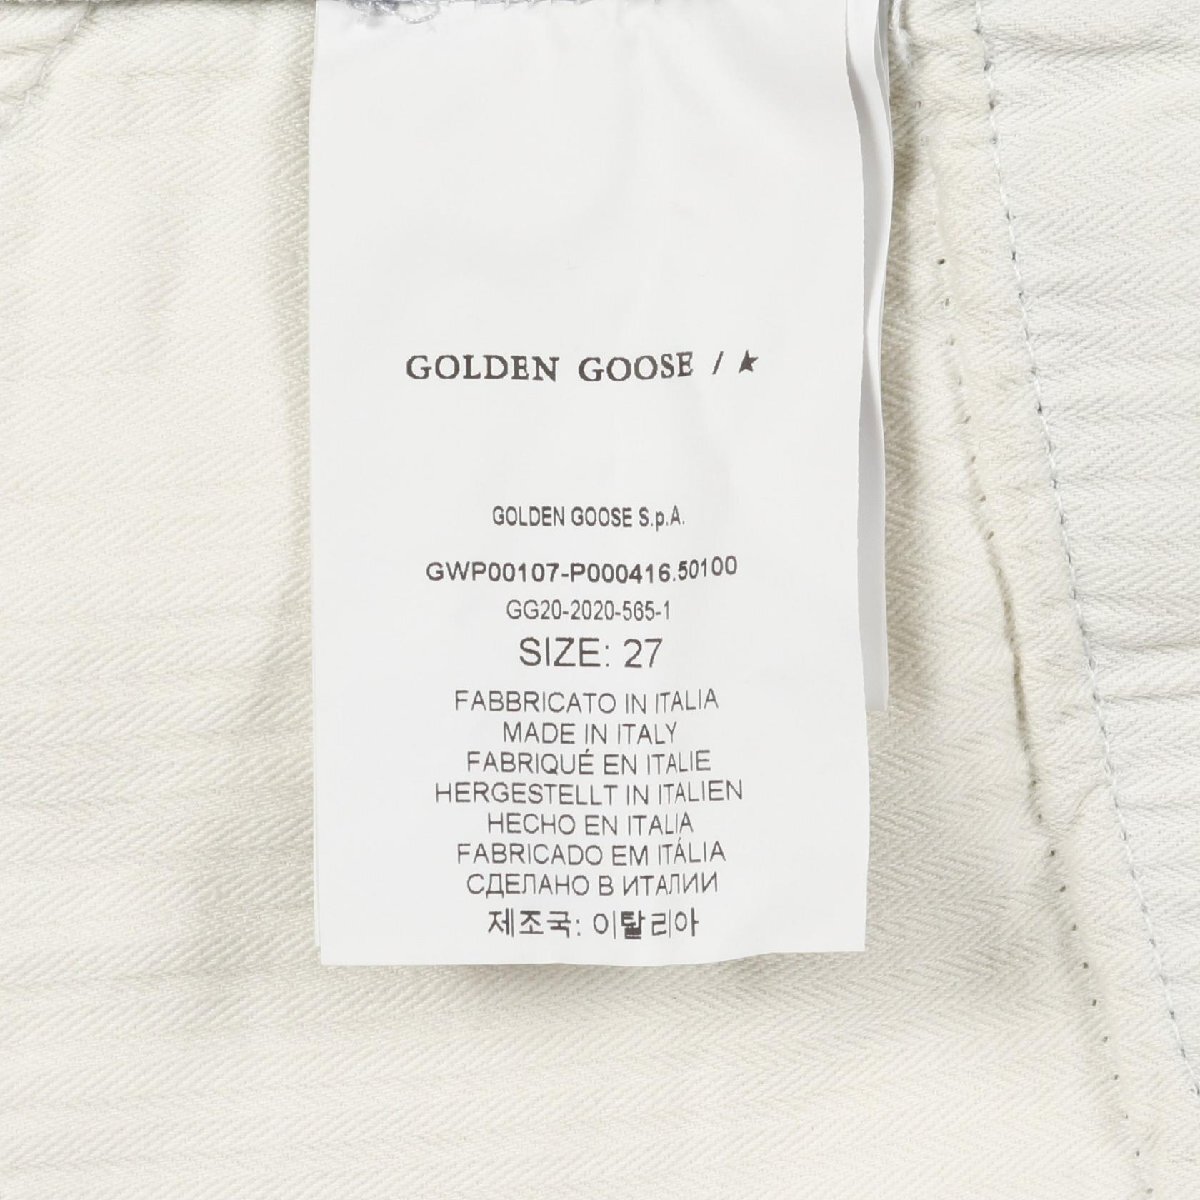 GOLDEN GOOSE / ★
GOLDEN GOOSE S.p.A.
GWP00107-P000416.50100
GG20-2020-565-1
SIZE: 27
FABBRICATO IN ITALIA
MADE IN ITALY
FABRIQUÉ EN ITALIE
HERGESTELLT IN ITALIEN
HECHO EN ITALIA
FABRICADO EM ITÁLIA
СДЕЛАНО В ИТАЛИИ
제조국: 이탈리아